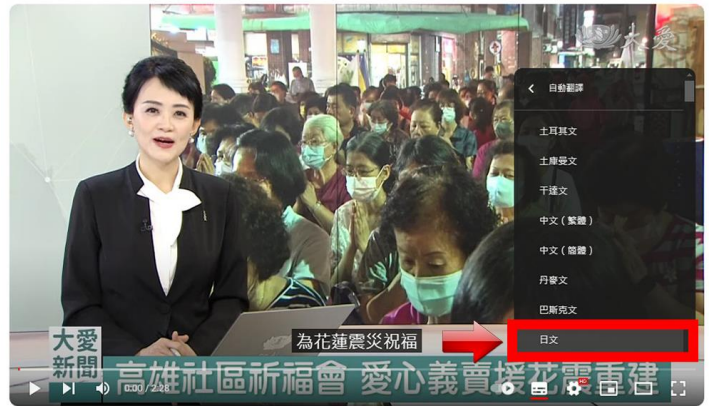 大愛
自動翻譯
土耳其文
土庫曼文
干達文
中文（繁體）
中文（簡體）
丹麥文
巴斯克文
日文
為花蓮震災祝福
大愛
新聞
高雄社區祈福會 愛心義賣援花震重建
0:00 / 2:28
HD